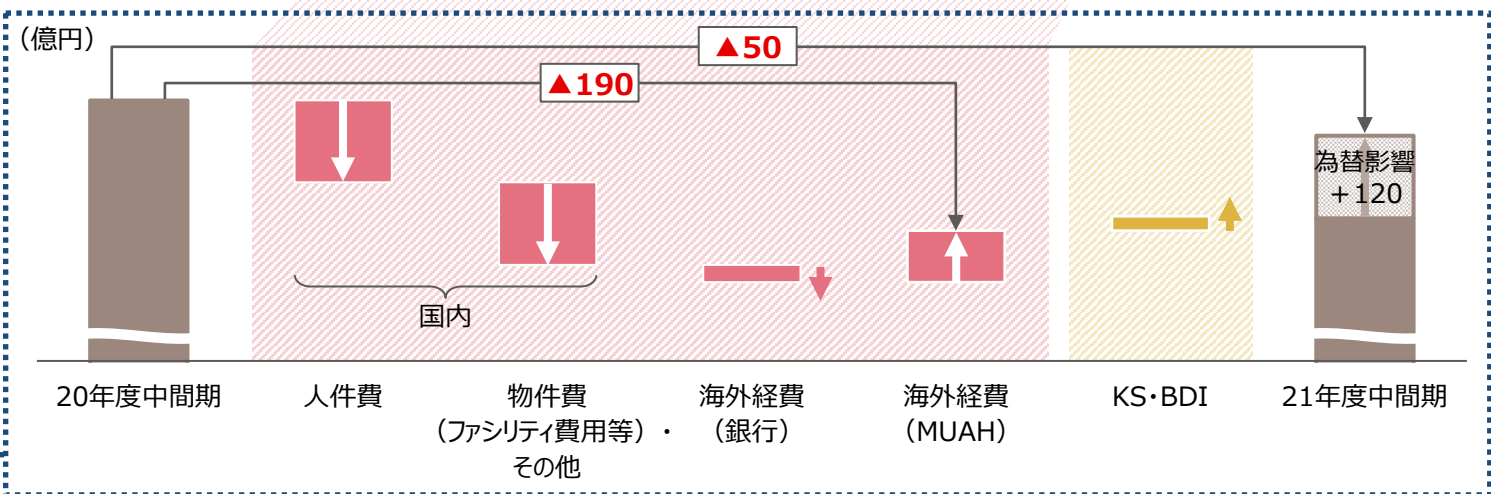 (億円)
▲50
▲190
為替影響
+120
国内
20年度中間期
人件費
物件費
(ファシリティ費用等)・
その他
海外経費
(銀行)
海外経費
(MUAH)
KS・BDI
21年度中間期